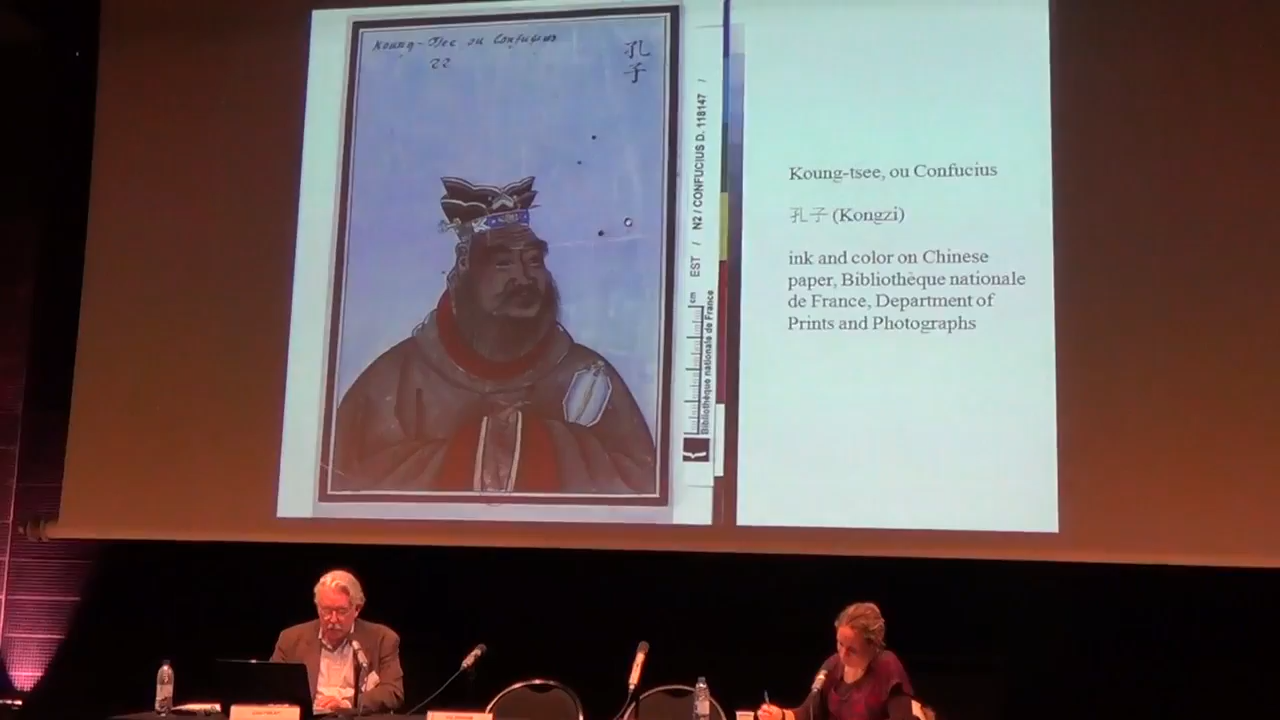 Koung-Tsee ou Confucius
22
孔
子
EST / N2 / CONFUCIUS D. 118147 /
cm
Bibliothèque nationale de France
Koung-tsee, ou Confucius
孔子 (Kongzi)
ink and color on Chinese
paper, Bibliothèque nationale
de France, Department of
Prints and Photographs